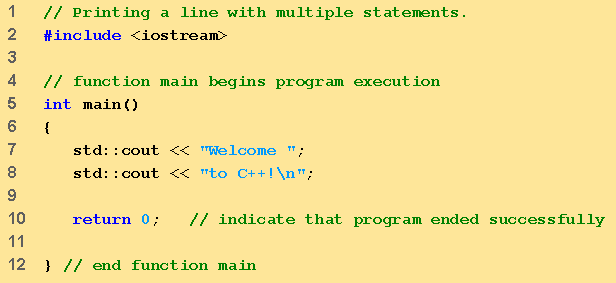 1 // Printing a line with multiple statements.
2 #include <iostream>
3
4 // function main begins program execution
5 int main()
6 {
7 std::cout << "Welcome ";
8 std::cout << "to C++!\n";
9
10 return 0; // indicate that program ended successfully
11
12 } // end function main